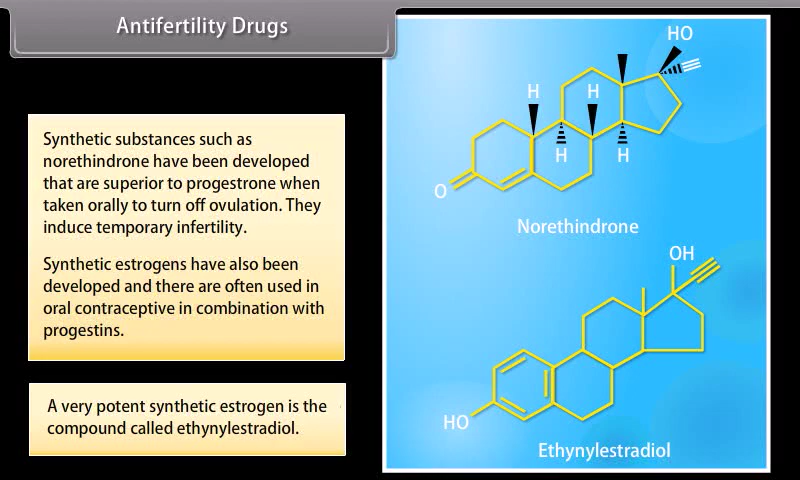 Antifertility Drugs
Synthetic substances such as
norethindrone have been developed
that are superior to progestrone when
taken orally to turn off ovulation. They
induce temporary infertility.
Synthetic estrogens have also been
developed and there are often used in
oral contraceptive in combination with
progestins.
A very potent synthetic estrogen is the
compound called ethynylestradiol.
HO
H H
H H
O
Norethindrone
OH
HO
Ethynylestradiol